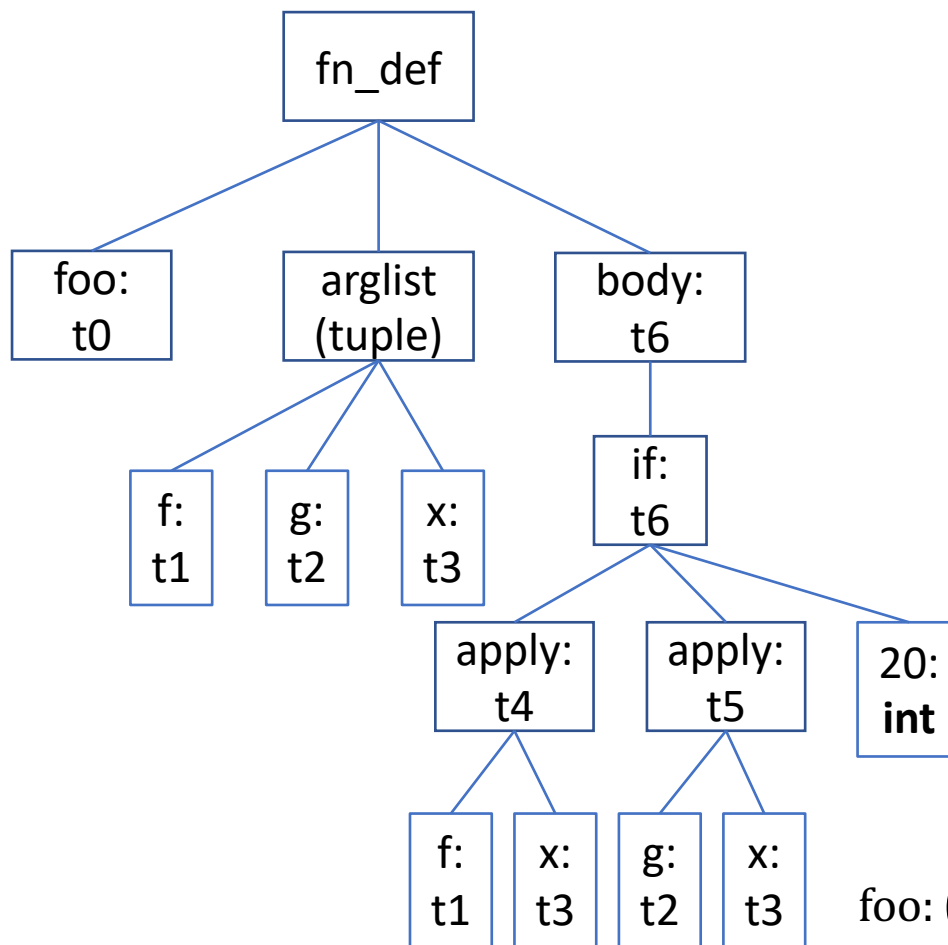 fn_def
foo:
t0
arglist
(tuple)
body:
t6
if:
t6
f:
t1
g:
t2
x:
t3
apply:
t4
apply:
t5
20:
int
f:
t1
x:
t3
g:
t2
x:
t3
foo: (